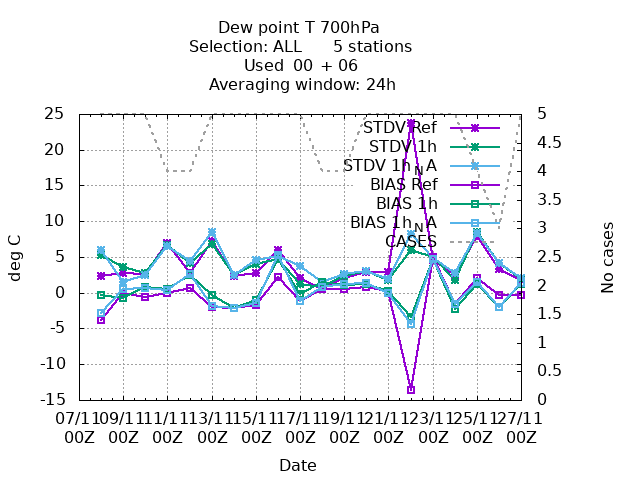 Dew point T 700hPa
Selection: ALL 5 stations
Used 00 + 06
Averaging window: 24h
deg C
25
20
15
10
5
0
-5
-10
-15
5
4.5
4
3.5
3
2.5
2
1.5
1
0.5
0
No cases
STDV Ref
STDV 1h
STDV 1h_NA
BIAS Ref
BIAS 1h
BIAS 1h_NA
CASES
07/11 09/11 11/11 13/11 15/11 17/11 19/11 21/11 23/11 25/11 27/11
00Z 00Z 00Z 00Z 00Z 00Z 00Z 00Z 00Z 00Z 00Z
Date